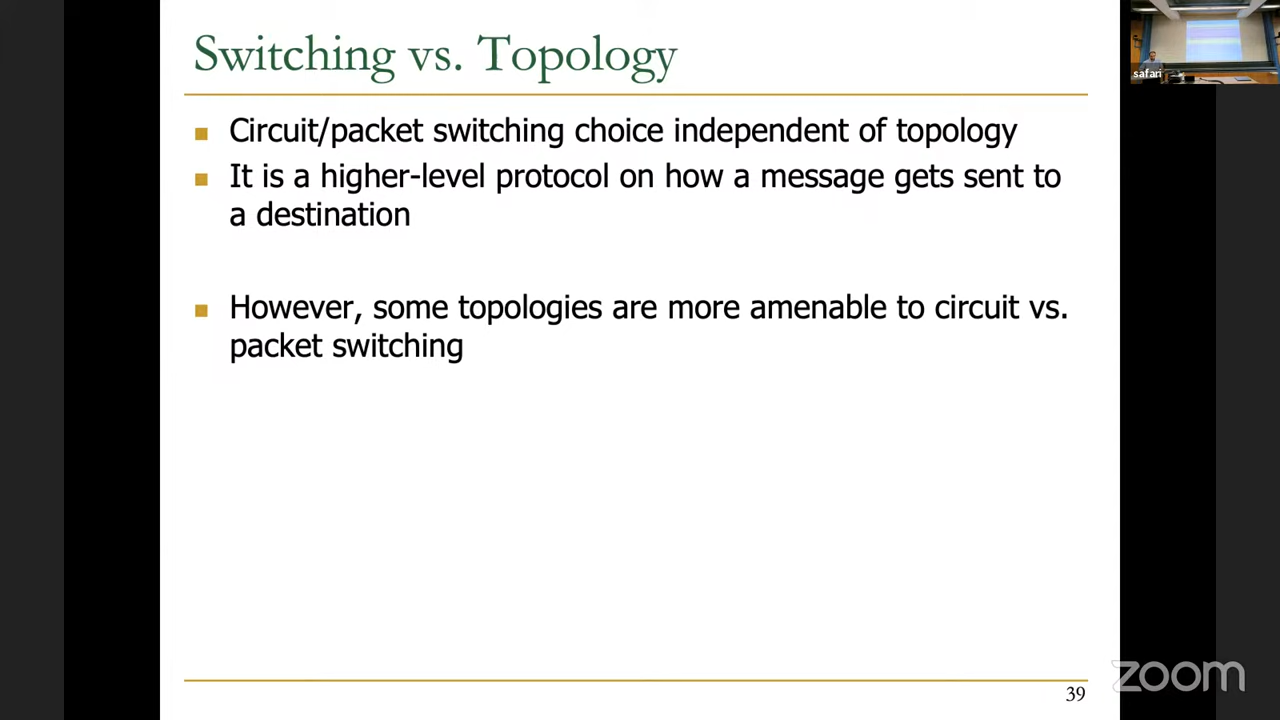 Switching vs. Topology
Circuit/packet switching choice independent of topology
It is a higher-level protocol on how a message gets sent to
a destination
However, some topologies are more amenable to circuit vs.
packet switching
39
safari
zoom